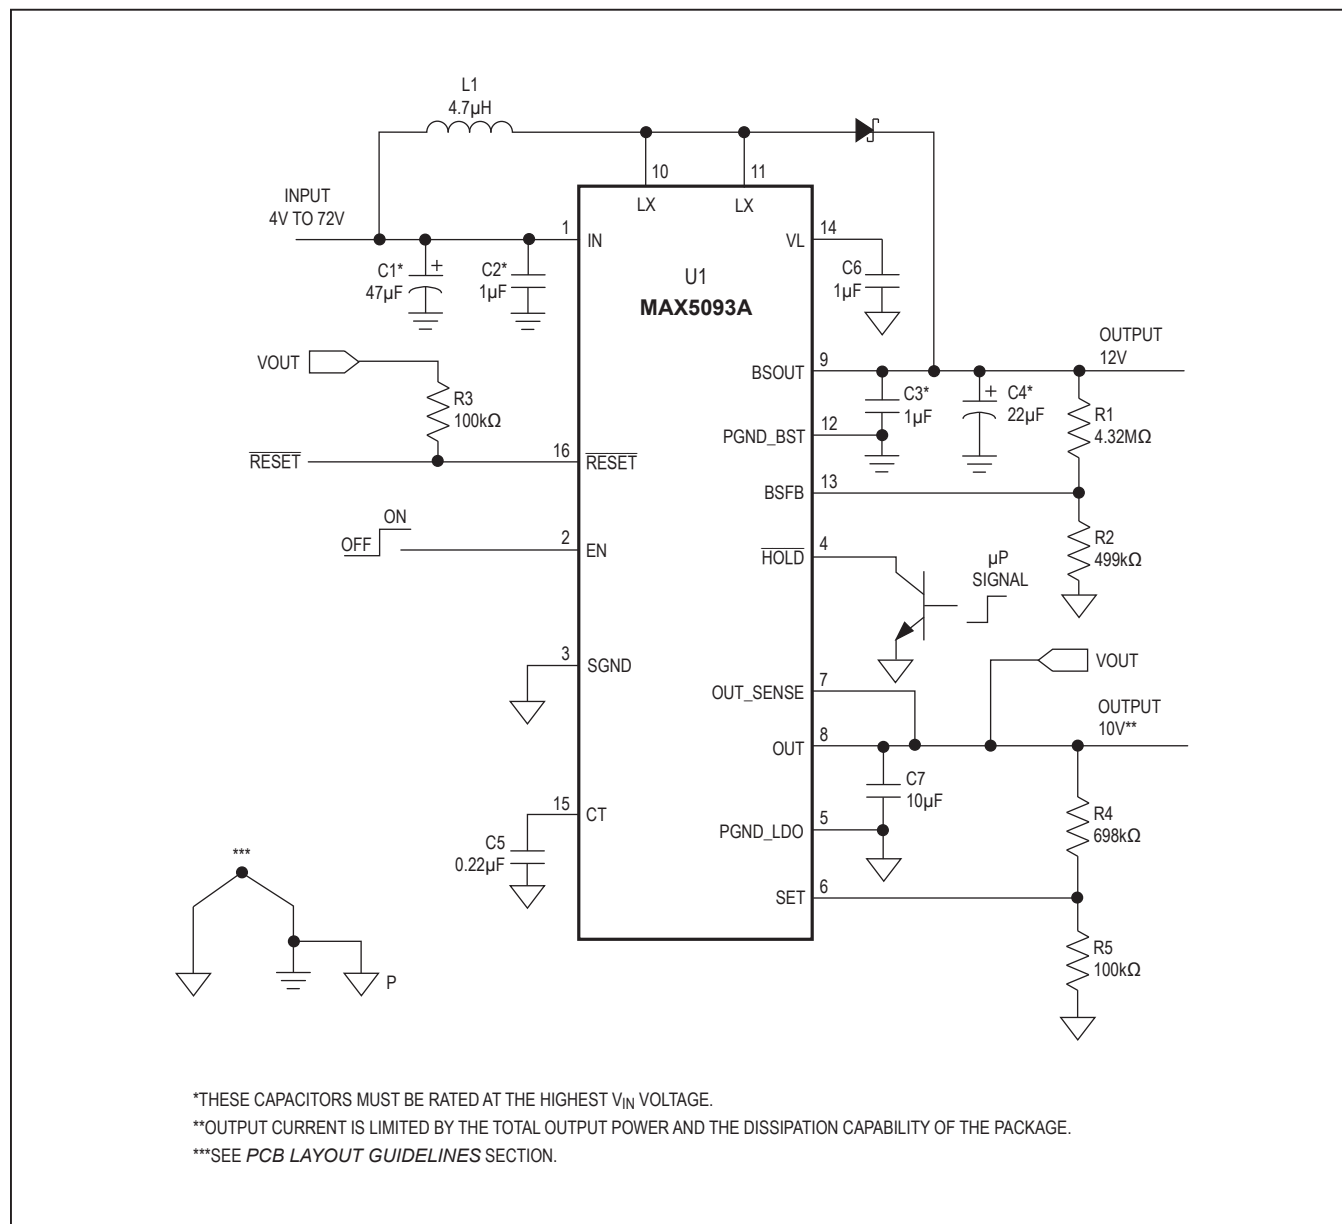 L1
4.7µH
10
11
LX
LX
INPUT
4V TO 72V
1
IN
VL
14
C1*
47µF
+
C2*
1µF
U1
MAX5093A
C6
1µF
VOUT
R3
100kΩ
BSOUT
9
OUTPUT
12V
C3*
1µF
+
C4*
22µF
R1
4.32MΩ
PGND_BST
12
RESET
16
RESET
BSFB
13
ON
OFF
2
EN
HOLD
4
µP
SIGNAL
R2
499kΩ
3
SGND
VOUT
OUT_SENSE
7
OUTPUT
10V**
OUT
8
C7
10µF
15
CT
PGND_LDO
5
R4
698kΩ
C5
0.22µF
***
SET
6
R5
100kΩ
P
*THESE CAPACITORS MUST BE RATED AT THE HIGHEST VIN VOLTAGE.
**OUTPUT CURRENT IS LIMITED BY THE TOTAL OUTPUT POWER AND THE DISSIPATION CAPABILITY OF THE PACKAGE.
***SEE PCB LAYOUT GUIDELINES SECTION.